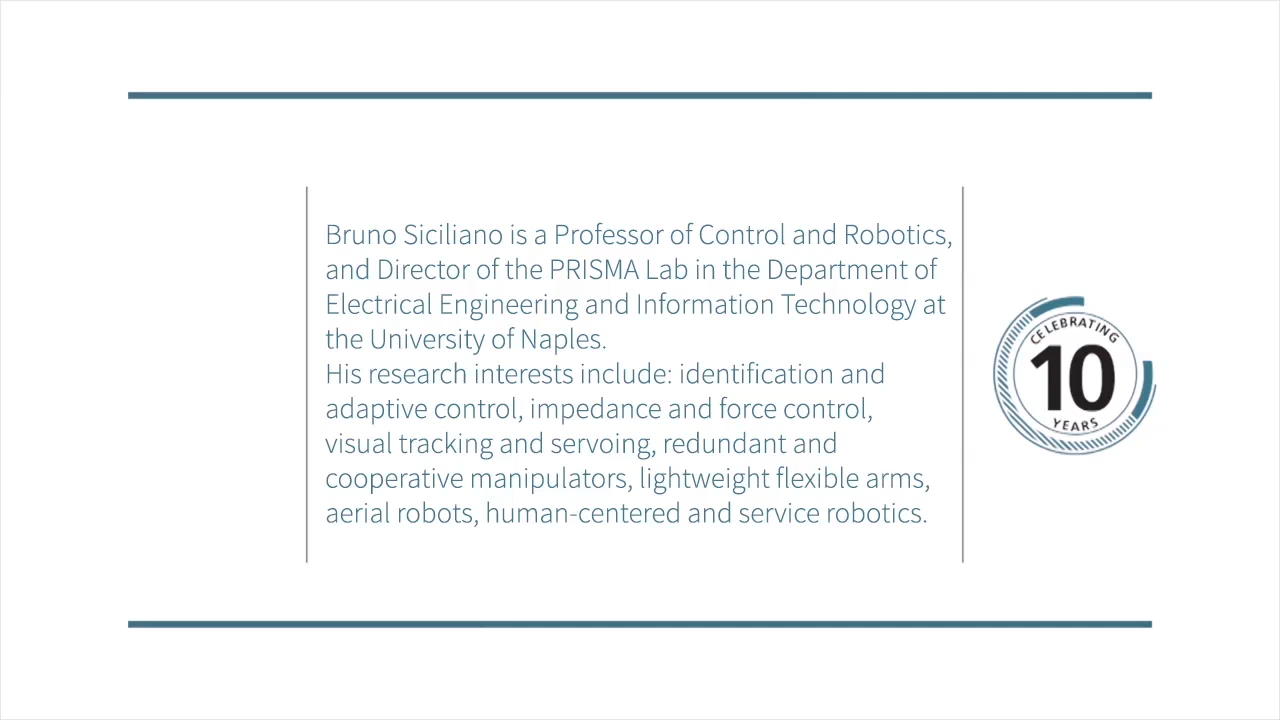 Bruno Siciliano is a Professor of Control and Robotics,
and Director of the PRISMA Lab in the Department of
Electrical Engineering and Information Technology at
the University of Naples.
His research interests include: identification and
adaptive control, impedance and force control,
visual tracking and servoing, redundant and
cooperative manipulators, lightweight flexible arms,
aerial robots, human-centered and service robotics.
CELEBRATING
10
YEARS